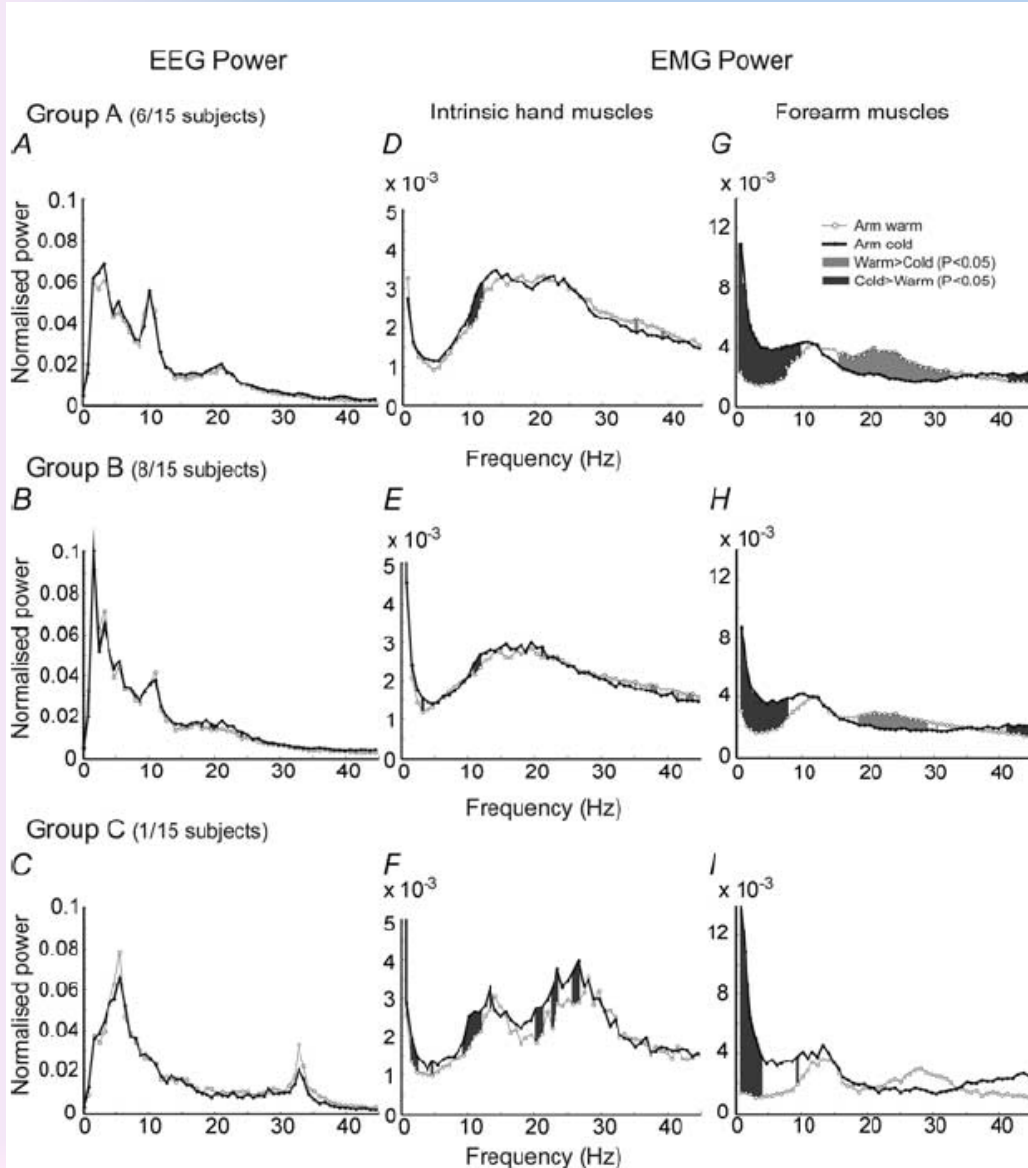 EEG Power
EMG Power
Group A (6/15 subjects)
Intrinsic hand muscles
Forearm muscles
A
D
G
x 10-3
x 10-3
Normalised power
0.1
0.08
0.06
0.04
0.02
0
0 10 20 30 40
5
4
3
2
1
0
0 10 20 30 40
12
8
4
0
0 10 20 30 40
Arm warm
Arm cold
Warm>Cold (P<0.05)
Cold>Warm (P<0.05)
Frequency (Hz)
Group B (8/15 subjects)
B
E
H
x 10-3
x 10-3
Normalised power
0.1
0.08
0.06
0.04
0.02
0
0 10 20 30 40
5
4
3
2
1
0
0 10 20 30 40
12
8
4
0
0 10 20 30 40
Frequency (Hz)
Group C (1/15 subjects)
C
F
I
x 10-3
x 10-3
Normalised power
0.1
0.08
0.06
0.04
0.02
0
0 10 20 30 40
5
4
3
2
1
0
0 10 20 30 40
12
8
4
0
0 10 20 30 40
Frequency (Hz)